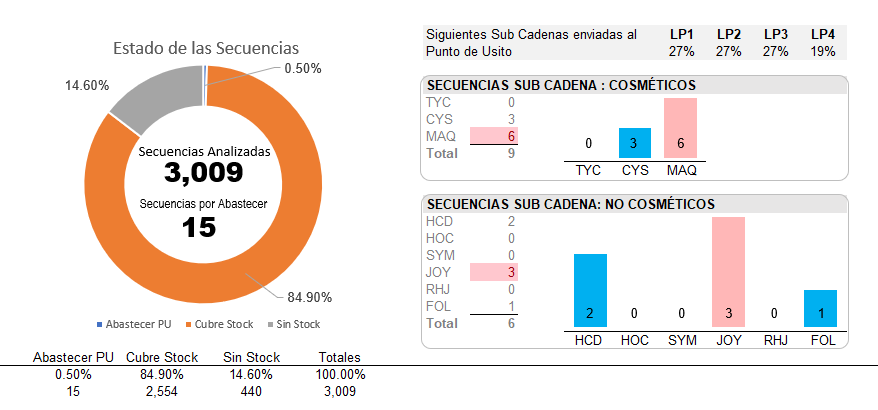 Estado de las Secuencias
0.50%
14.60%
Secuencias Analizadas
3,009
Secuencias por Abastecer
15
84.90%
Abastecer PU Cubre Stock Sin Stock
Abastecer PU Cubre Stock Sin Stock Totales
0.50% 84.90% 14.60% 100.00%
15 2,554 440 3,009
Siguientes Sub Cadenas enviadas al LP1 LP2 LP3 LP4
Punto de Usito 27% 27% 27% 19%
SECUENCIAS SUB CADENA : COSMÉTICOS
TYC 0
CYS 3
MAQ 6
Total 9
0 3 6
TYC CYS MAQ
SECUENCIAS SUB CADENA: NO COSMÉTICOS
HCD 2
HOC 0
SYM 0
JOY 3
RHJ 0
FOL 1
Total 6
2 0 0 3 0 1
HCD HOC SYM JOY RHJ FOL